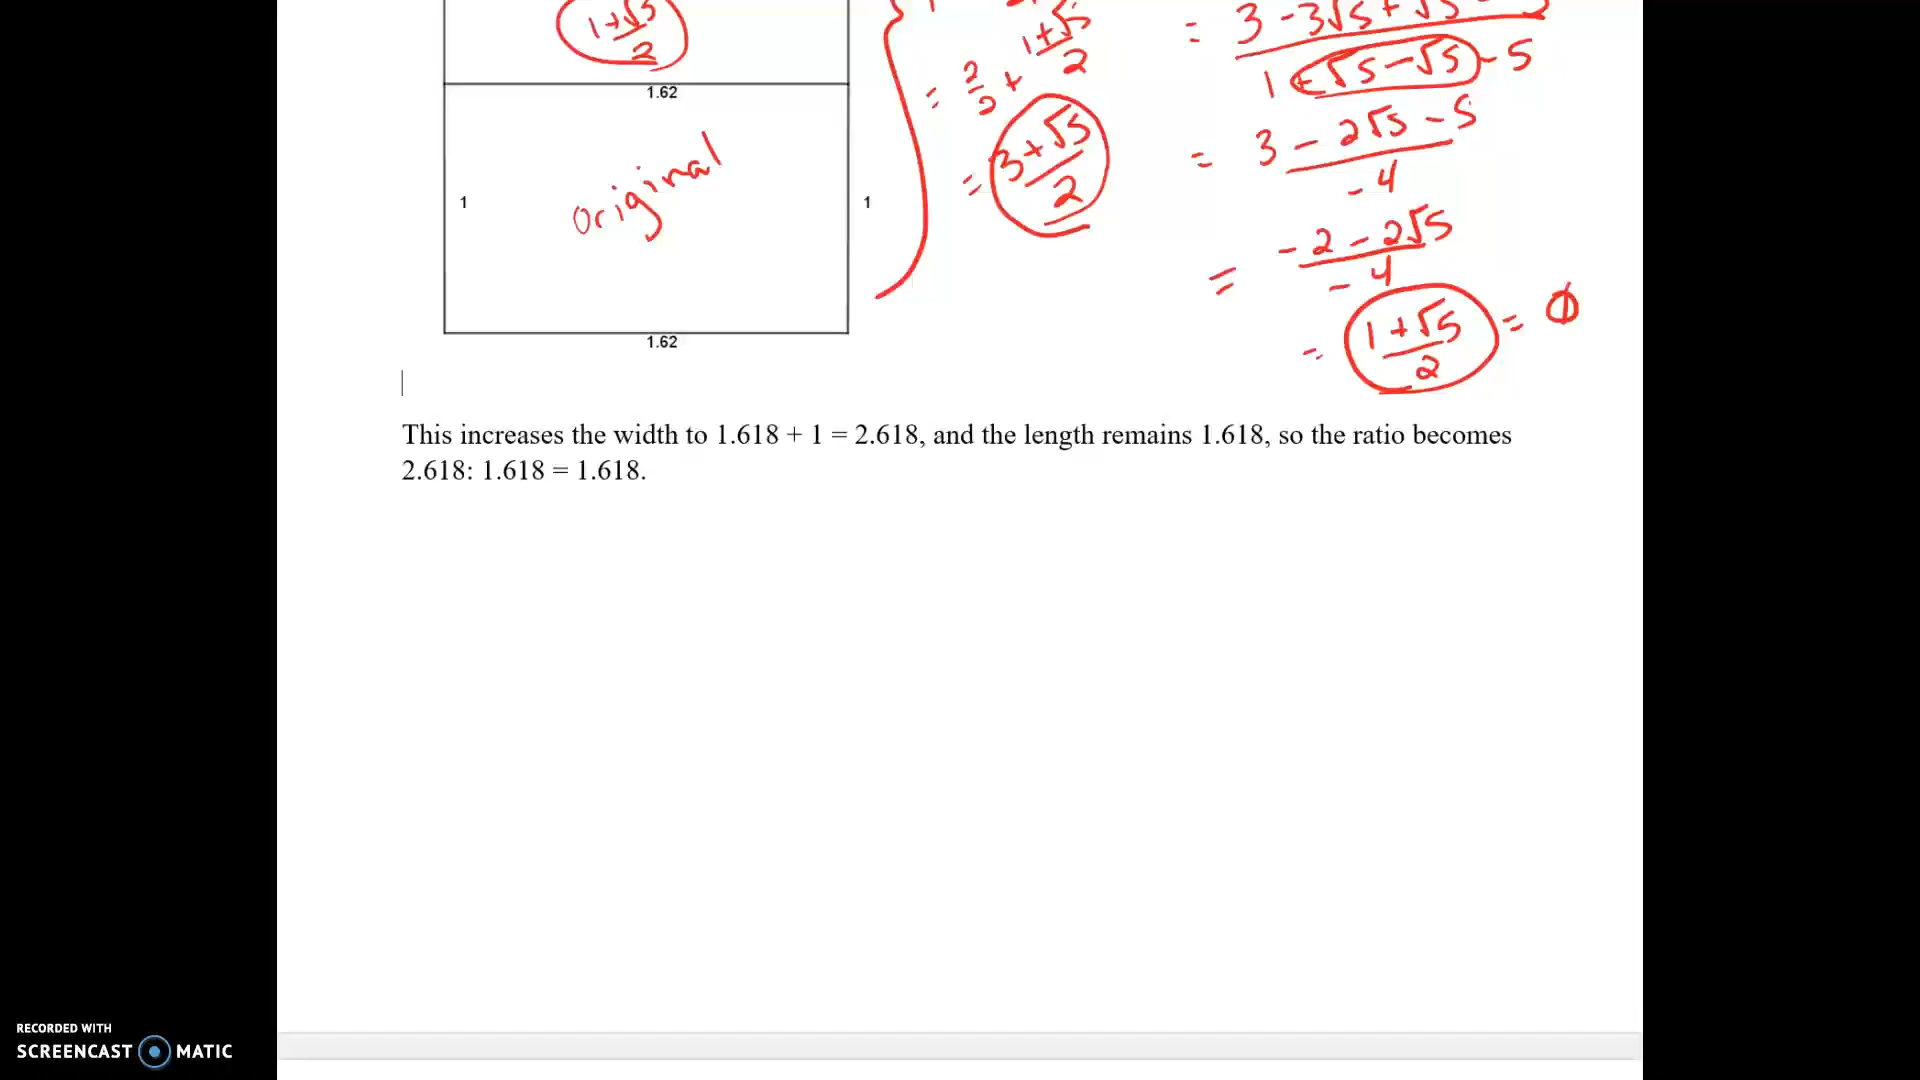 1+√5
2
1.62
original
1
1
1.62
1+√5
2
= 2/2 +
= 3+√5
2
= 3-3√5+√5-5
1+√5-√5-5
= 3-2√5-5
-4
= -2-2√5
-4
= 1+√5 = Φ
2
This increases the width to 1.618 + 1 = 2.618, and the length remains 1.618, so the ratio becomes
2.618: 1.618 = 1.618.
RECORDED WITH
SCREENCAST MATIC